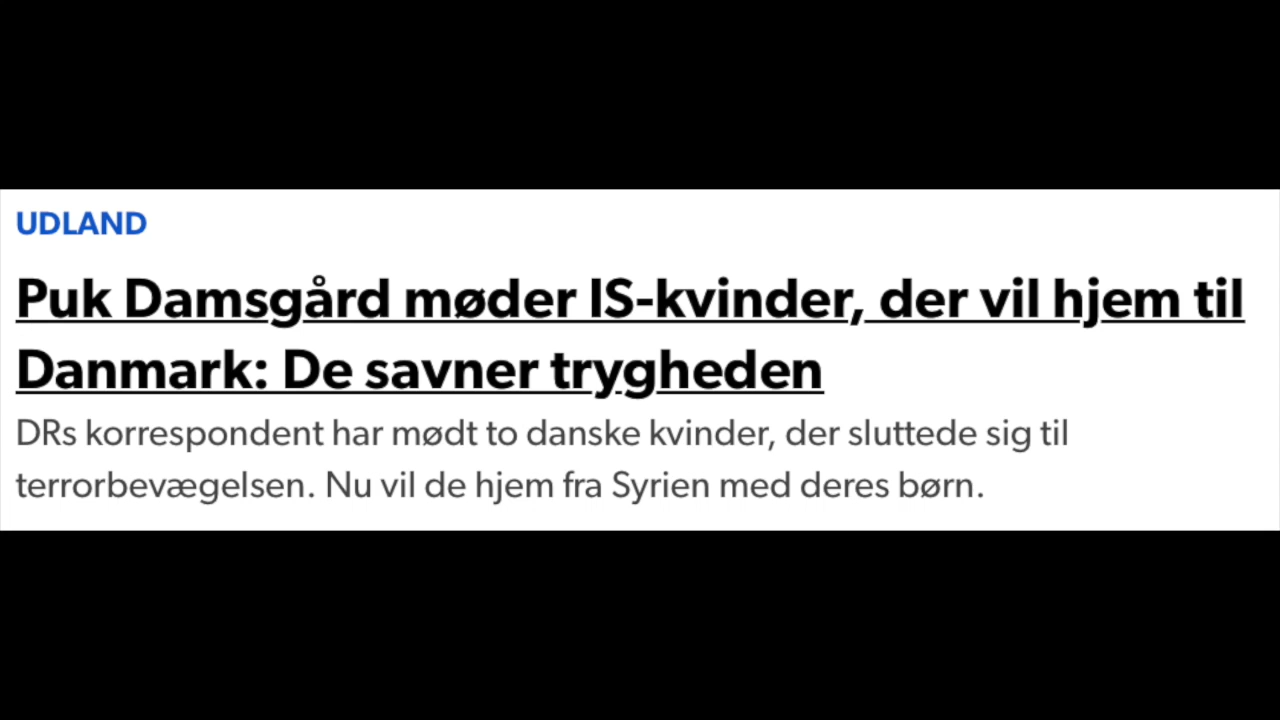 UDLAND
Puk Damsgård møder IS-kvinder, der vil hjem til
Danmark: De savner trygheden
DRs korrespondent har mødt to danske kvinder, der sluttede sig til
terrorbevægelsen. Nu vil de hjem fra Syrien med deres børn.